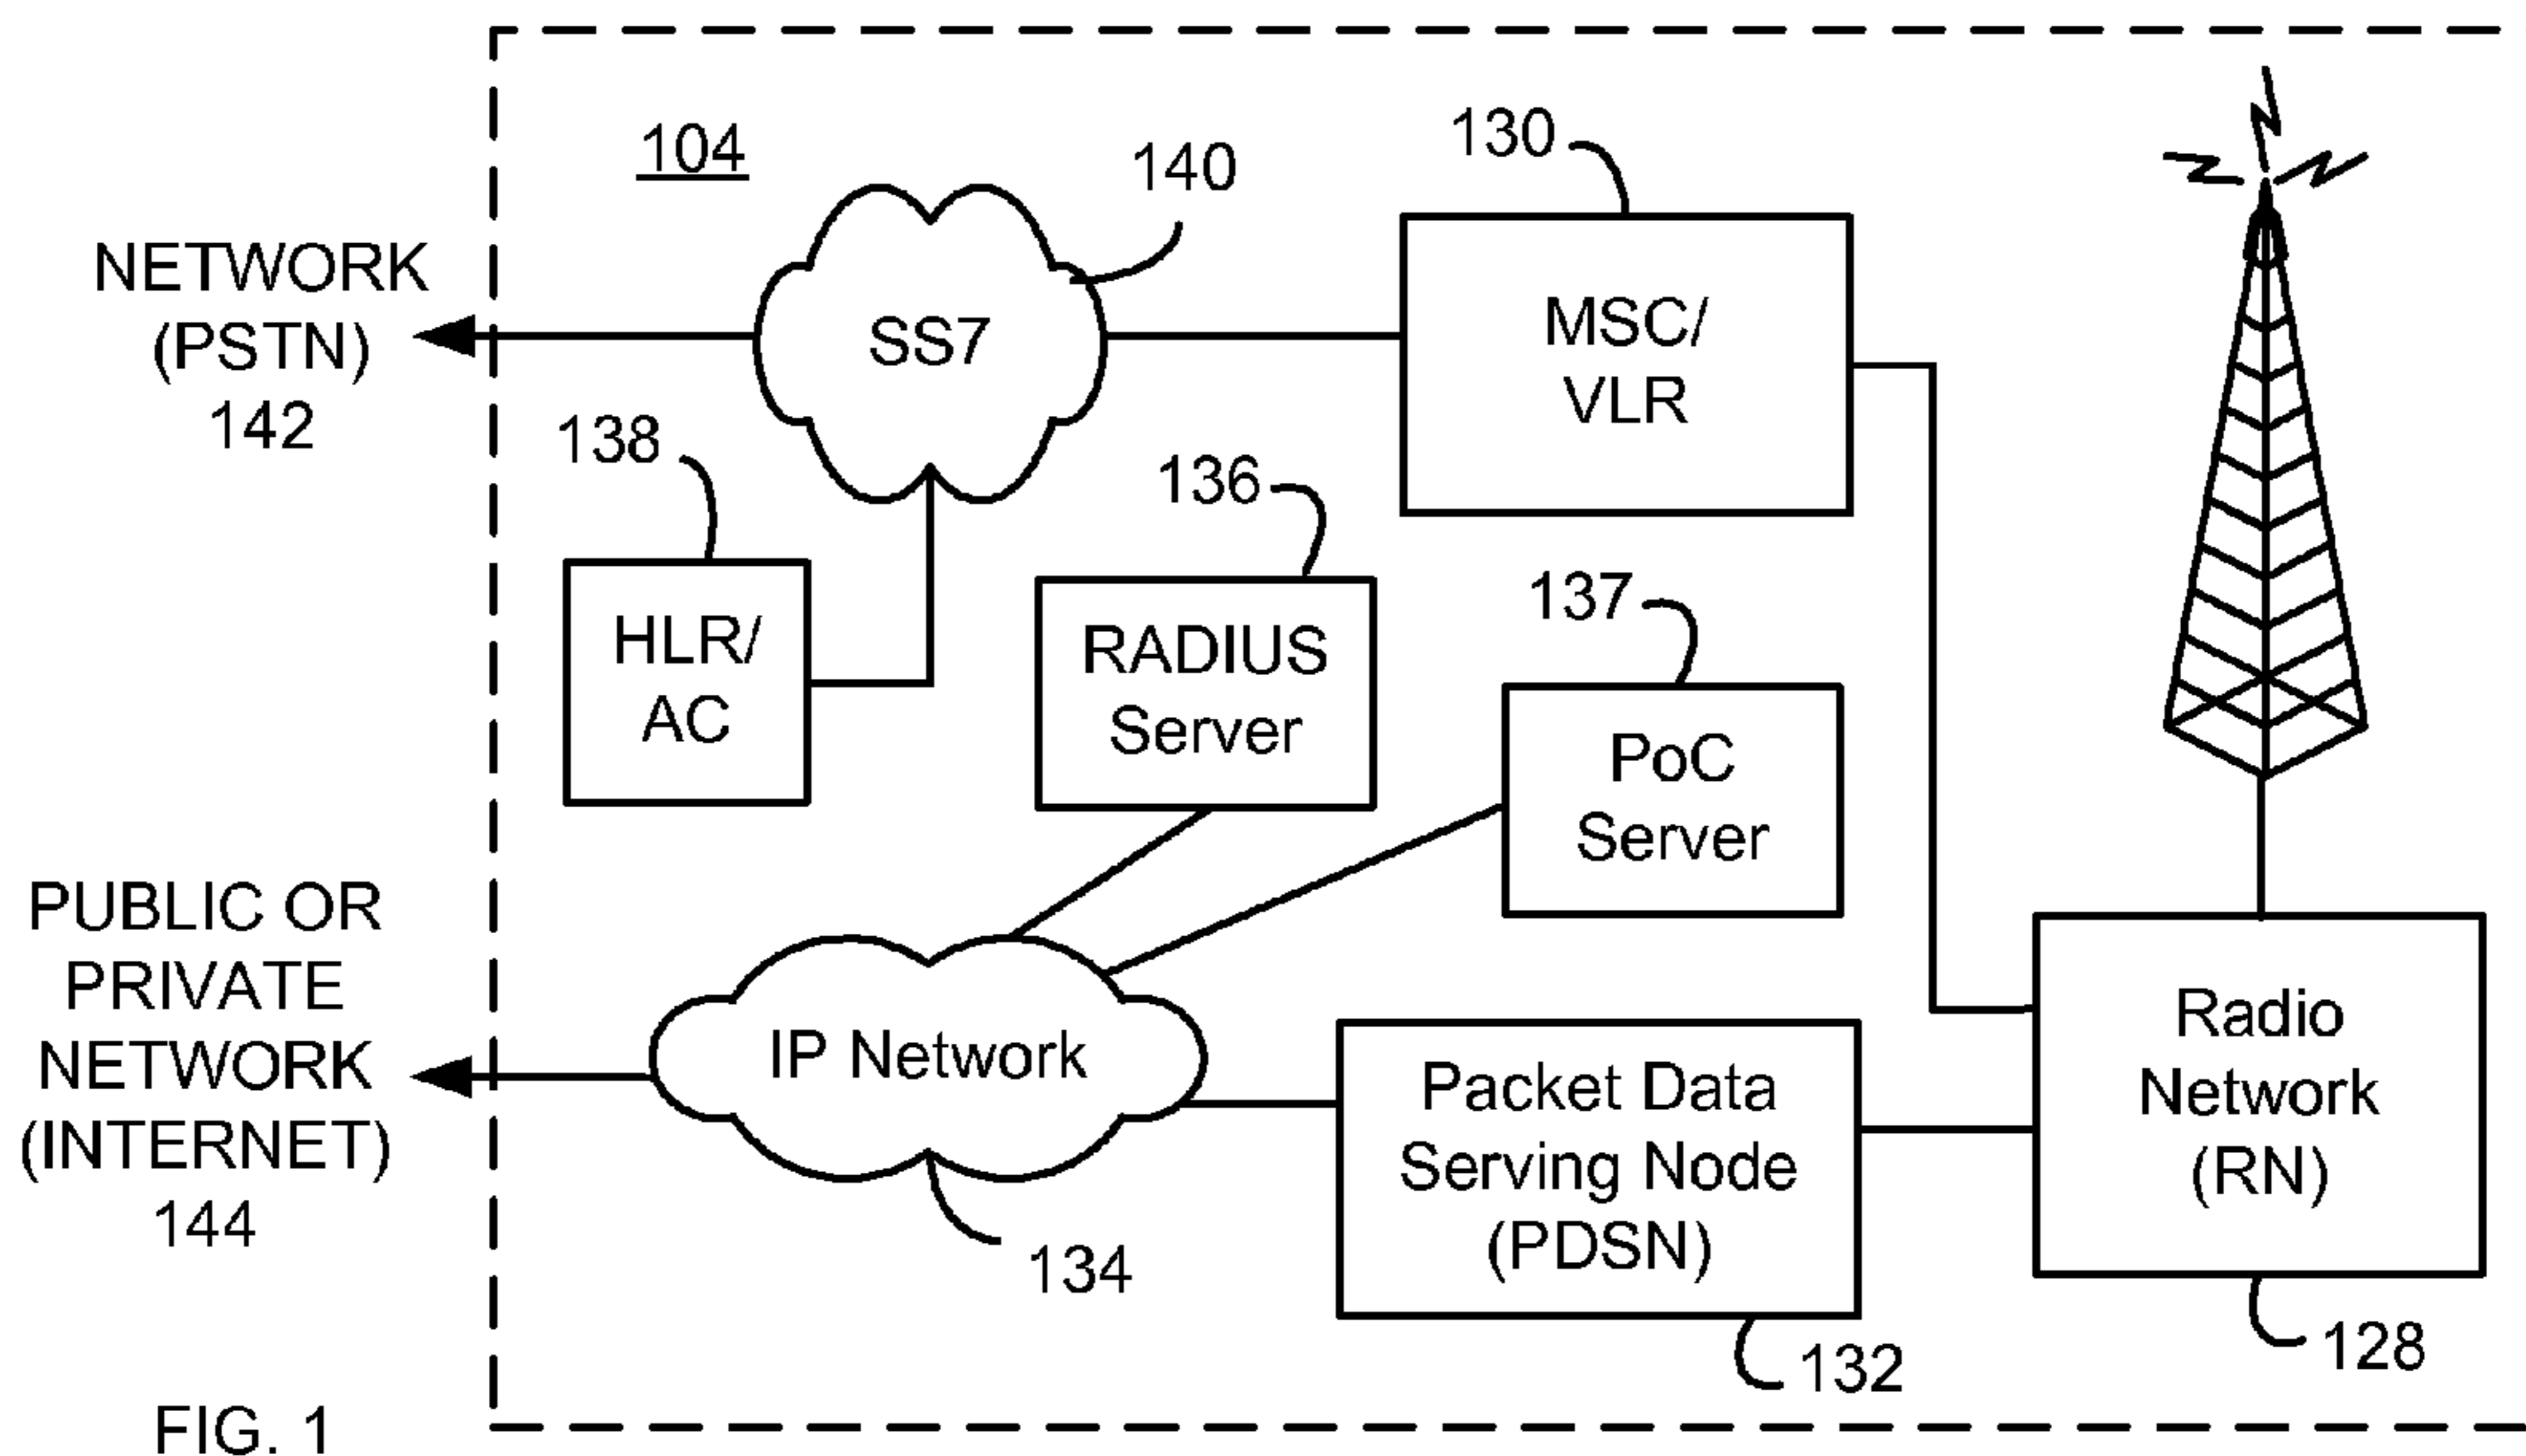 104
140
130
NETWORK
(PSTN)
142
SS7
MSC/
VLR
138
136
137
HLR/
AC
RADIUS
Server
PoC
Server
PUBLIC OR
PRIVATE
NETWORK
(INTERNET)
144
IP Network
134
Packet Data
Serving Node
(PDSN)
132
Radio
Network
(RN)
128
FIG. 1